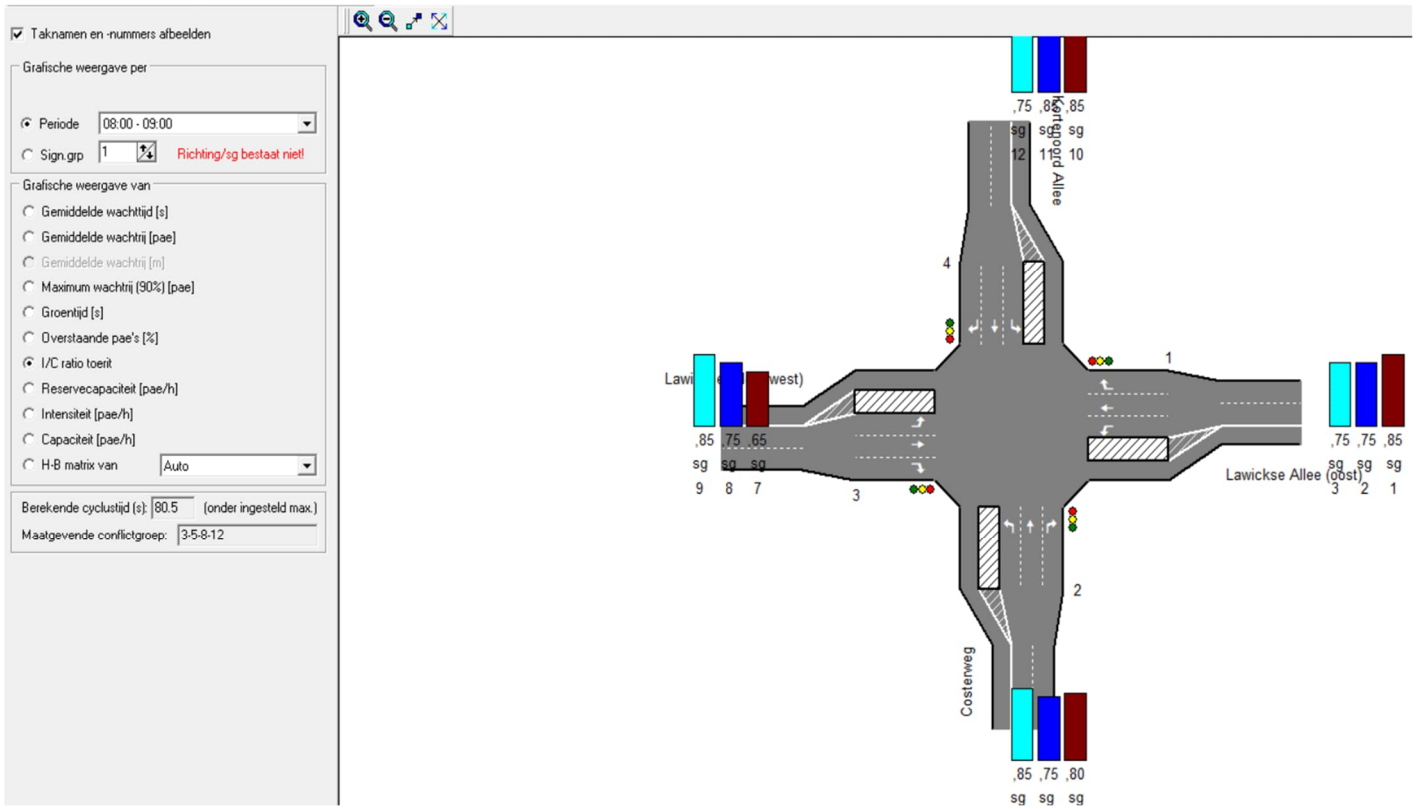 Taknamen en -nummers afbeelden
Grafische weergave per
Periode 08:00 - 09:00
Sign.grp 1 Richting/sg bestaat niet!
Grafische weergave van
Gemiddelde wachttijd [s]
Gemiddelde wachtrij [pae]
Gemiddelde wachtrij [m]
Maximum wachtrij (90%) [pae]
Groentijd [s]
Overstaande pae's [%]
I/C ratio toerit
Reservecapaciteit [pae/h]
Intensiteit [pae/h]
Capaciteit [pae/h]
H-B matrix van Auto
Berekende cyclustijd (s): 80.5 (onder ingesteld max.)
Maatgevende conflictgroep: 3-5-8-12
,75 ,85 ,85
sg sg sg
12 11 10
Kortenoord Allee
4
1
west)
,85 ,75 ,65
sg sg sg
9 8 7
3
,75 ,75 ,85
sg sg sg
3 2 1
Lawickse Allee (oost)
2
Costerweg
,85 ,75 ,80
sg sg sg